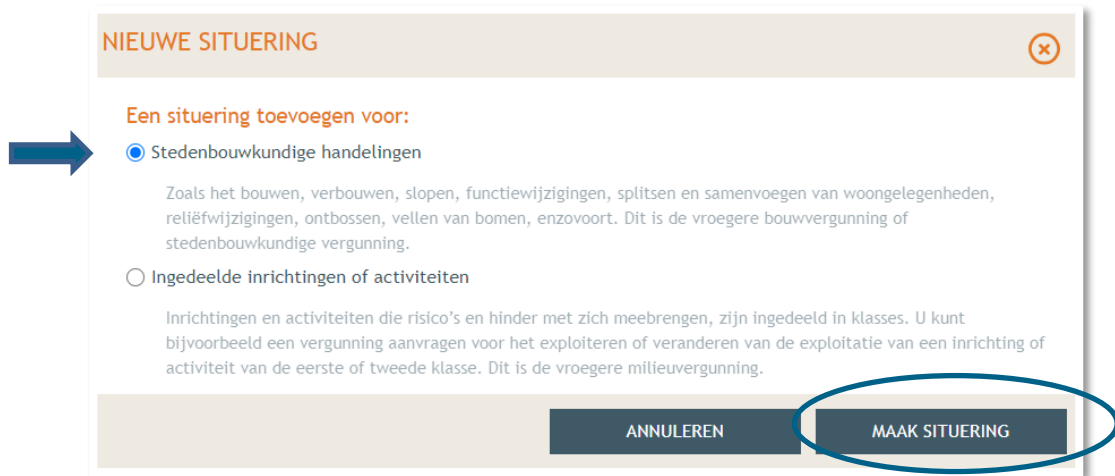 NIEUWE SITUERING
Een situering toevoegen voor:
Stedenbouwkundige handelingen
Zoals het bouwen, verbouwen, slopen, functiewijzigingen, splitsen en samenvoegen van woongelegenheden,
reliëfwijzigingen, ontbossen, vellen van bomen, enzovoort. Dit is de vroegere bouwvergunning of
stedenbouwkundige vergunning.
Ingedeelde inrichtingen of activiteiten
Inrichtingen en activiteiten die risico's en hinder met zich meebrengen, zijn ingedeeld in klasses. U kunt
bijvoorbeeld een vergunning aanvragen voor het exploiteren of veranderen van de exploitatie van een inrichting of
activiteit van de eerste of tweede klasse. Dit is de vroegere milieuvergunning.
ANNULEREN MAAK SITUERING